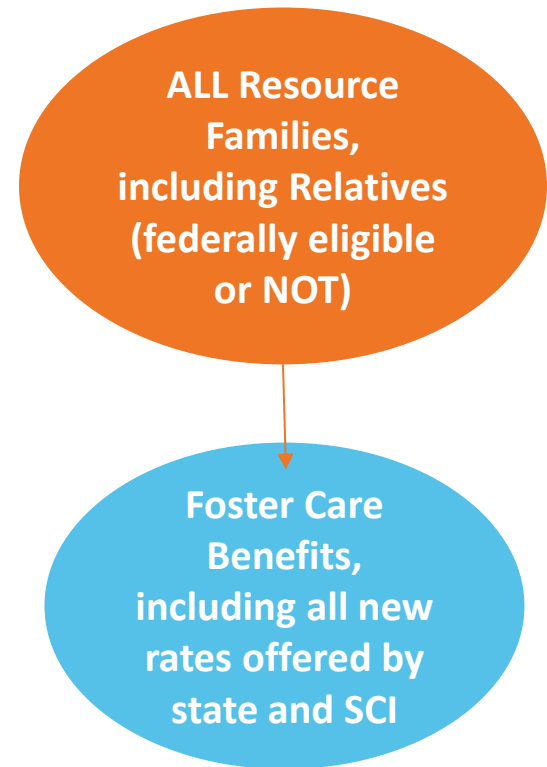 ALL Resource
Families,
including Relatives
(federally eligible
or NOT)
Foster Care
Benefits,
including all new
rates offered by
state and SCI